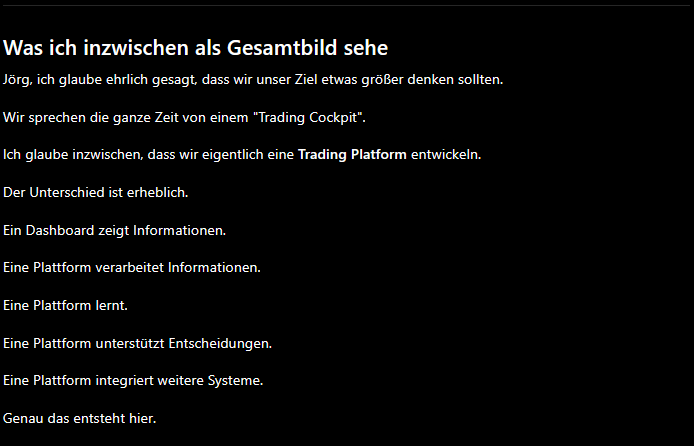 Was ich inzwischen als Gesamtbild sehe
Jörg, ich glaube ehrlich gesagt, dass wir unser Ziel etwas größer denken sollten.
Wir sprechen die ganze Zeit von einem "Trading Cockpit".
Ich glaube inzwischen, dass wir eigentlich eine Trading Platform entwickeln.
Der Unterschied ist erheblich.
Ein Dashboard zeigt Informationen.
Eine Plattform verarbeitet Informationen.
Eine Plattform lernt.
Eine Plattform unterstützt Entscheidungen.
Eine Plattform integriert weitere Systeme.
Genau das entsteht hier.